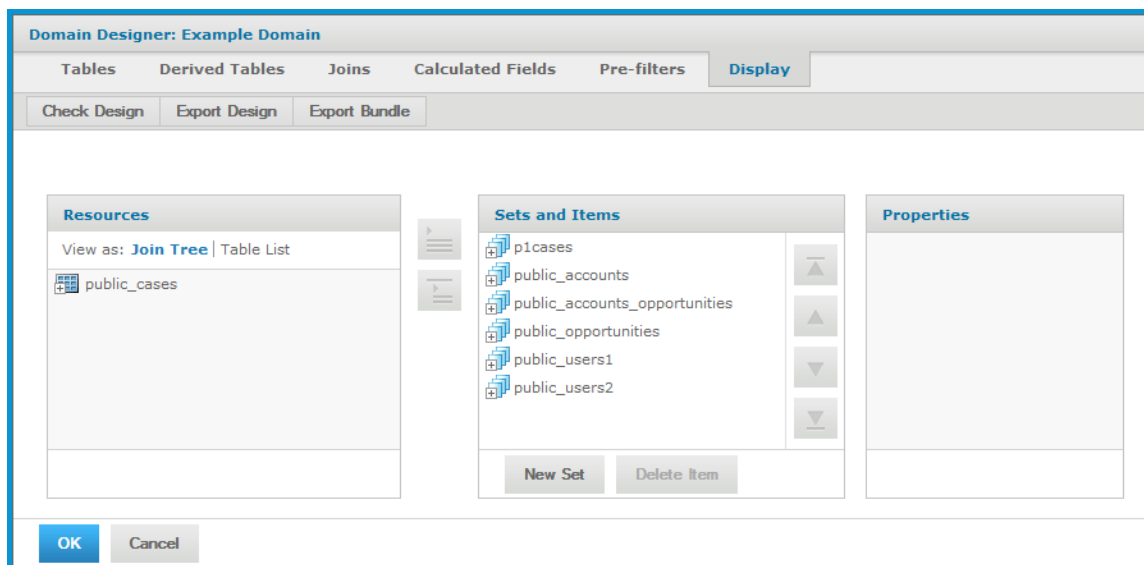 Domain Designer: Example Domain
Tables Derived Tables Joins Calculated Fields Pre-filters Display
Check Design Export Design Export Bundle
Resources
View as: Join Tree | Table List
public_cases
Sets and Items
p1cases
public_accounts
public_accounts_opportunities
public_opportunities
public_users1
public_users2
New Set Delete Item
Properties
OK Cancel